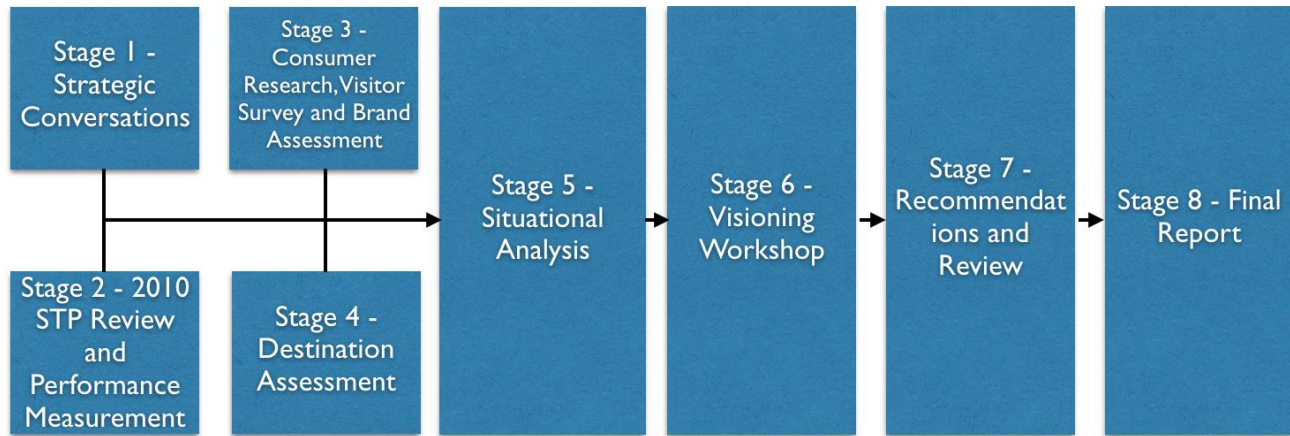 Stage 1 -
Strategic
Conversations
Stage 2 - 2010
STP Review
and
Performance
Measurement
Stage 3 -
Consumer
Research, Visitor
Survey and Brand
Assessment
Stage 4 -
Destination
Assessment
Stage 5 -
Situational
Analysis
Stage 6 -
Visioning
Workshop
Stage 7 -
Recommendat
ions and
Review
Stage 8 - Final
Report